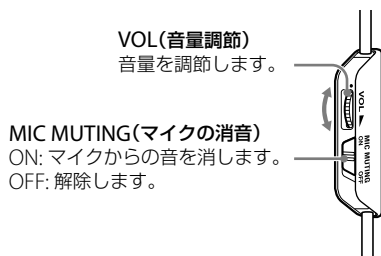 VOL(音量調節)
音量を調節します。
MIC MUTING(マイクの消音)
ON: マイクからの音を消します。
OFF: 解除します。
VOL
MIC MUTING
ON
OFF